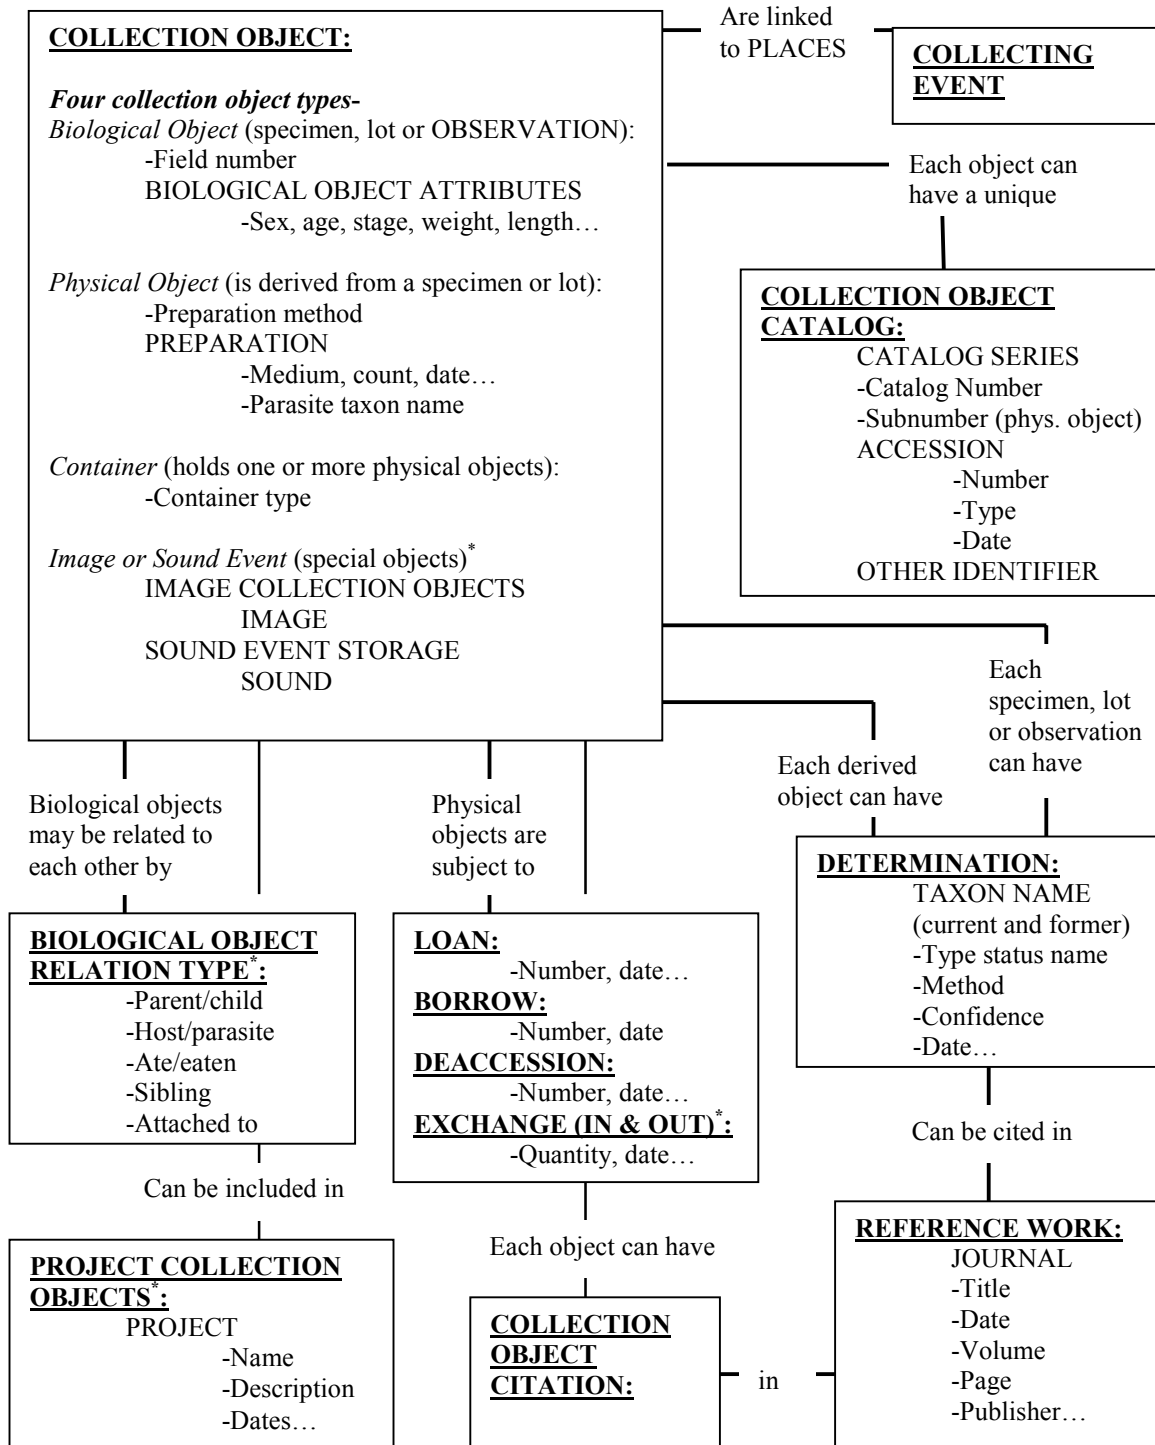 COLLECTION OBJECT:
Four collection object types-
Biological Object (specimen, lot or OBSERVATION):
-Field number
BIOLOGICAL OBJECT ATTRIBUTES
-Sex, age, stage, weight, length…
Physical Object (is derived from a specimen or lot):
-Preparation method
PREPARATION
-Medium, count, date…
-Parasite taxon name
Container (holds one or more physical objects):
-Container type
Image or Sound Event (special objects)*
IMAGE COLLECTION OBJECTS
IMAGE
SOUND EVENT STORAGE
SOUND
Are linked
to PLACES
COLLECTING
EVENT
Each object can
have a unique
COLLECTION OBJECT
CATALOG:
CATALOG SERIES
-Catalog Number
-Subnumber (phys. object)
ACCESSION
-Number
-Type
-Date
OTHER IDENTIFIER
Each
specimen, lot
or observation
can have
Each derived
object can have
Biological objects
may be related to
each other by
Physical
objects are
subject to
DETERMINATION:
TAXON NAME
(current and former)
-Type status name
-Method
-Confidence
-Date…
BIOLOGICAL OBJECT
RELATION TYPE*:
-Parent/child
-Host/parasite
-Ate/eaten
-Sibling
-Attached to
LOAN:
-Number, date…
BORROW:
-Number, date
DEACCESSION:
-Number, date…
EXCHANGE (IN & OUT)*:
-Quantity, date…
Can be cited in
Can be included in
Each object can have
PROJECT COLLECTION
OBJECTS*:
PROJECT
-Name
-Description
-Dates…
COLLECTION
OBJECT
CITATION:
in
REFERENCE WORK:
JOURNAL
-Title
-Date
-Volume
-Page
-Publisher…